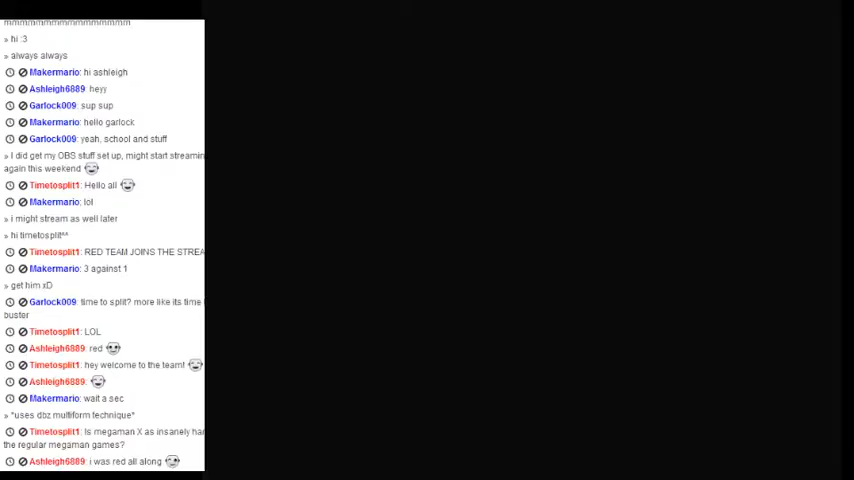 mmmmmmmmmmmmmmmmm
» hi :3
» always always
Makermario: hi ashleigh
Ashleigh6889: heyy
Garlock009: sup sup
Makermario: hello garlock
Garlock009: yeah, school and stuff
» I did get my OBS stuff set up, might start streamin
again this weekend
Timetosplit1: Hello all
Makermario: lol
» i might stream as well later
» hi timetosplit^^
Timetosplit1: RED TEAM JOINS THE STREA
Makermario: 3 against 1
» get him xD
Garlock009: time to split? more like its time
buster
Timetosplit1: LOL
Ashleigh6889: red
Timetosplit1: hey welcome to the team!
Ashleigh6889:
Makermario: wait a sec
» *uses dbz multiform technique*
Timetosplit1: Is megaman X as insanely har
the regular megaman games?
Ashleigh6889: i was red all along